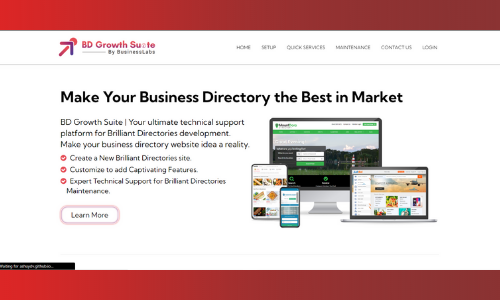 BD Growth Suite
By BusinessLabs
HOME SETUP QUICK SERVICES MAINTENANCE CONTACT US LOGIN
Make Your Business Directory the Best in Market
BD Growth Suite | Your ultimate technical support
platform for Brilliant Directories development.
Make your business directory website idea a reality.
Create a New Brilliant Directories site.
Customize to add Captivating Features.
Expert Technical Support for Brilliant Directories
Maintenance.
Learn More